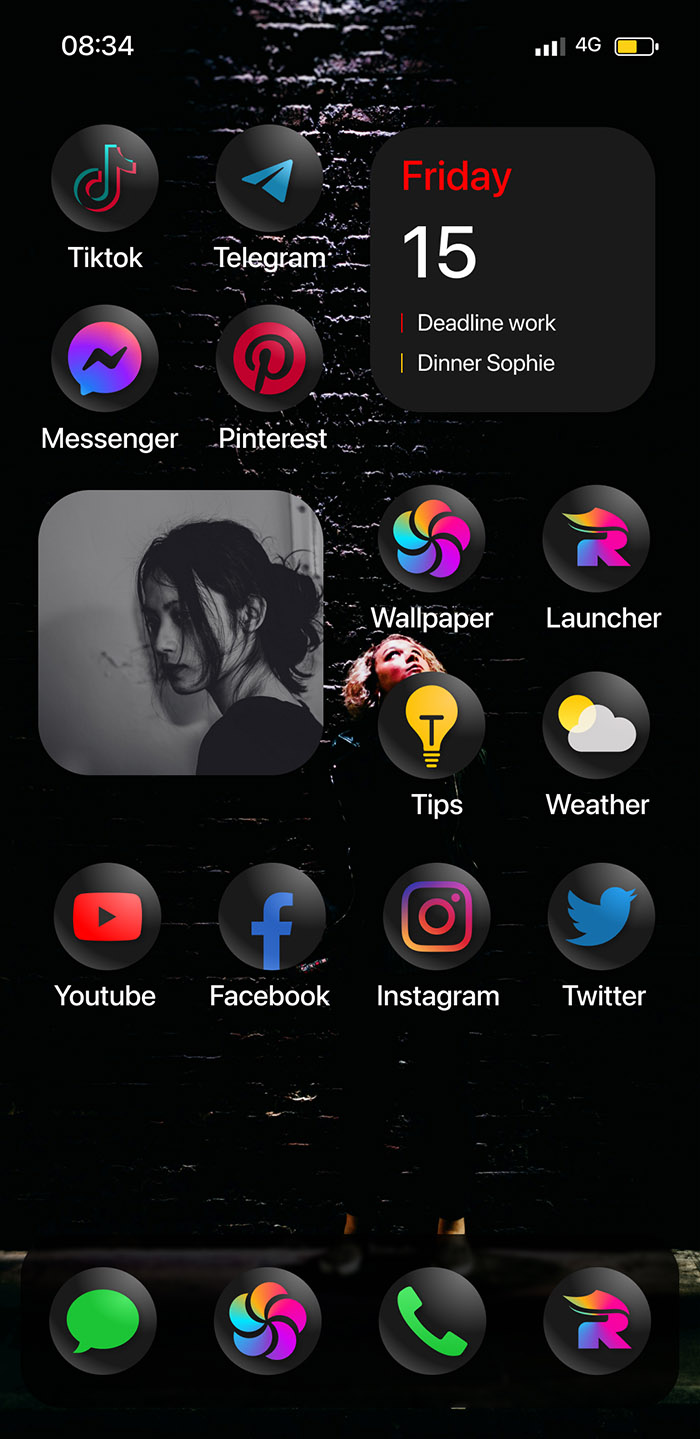 08:34
4G
Tiktok
Telegram
Friday
15
Deadline work
Dinner Sophie
Messenger
Pinterest
Wallpaper
Launcher
Tips
Weather
Youtube
Facebook
Instagram
Twitter